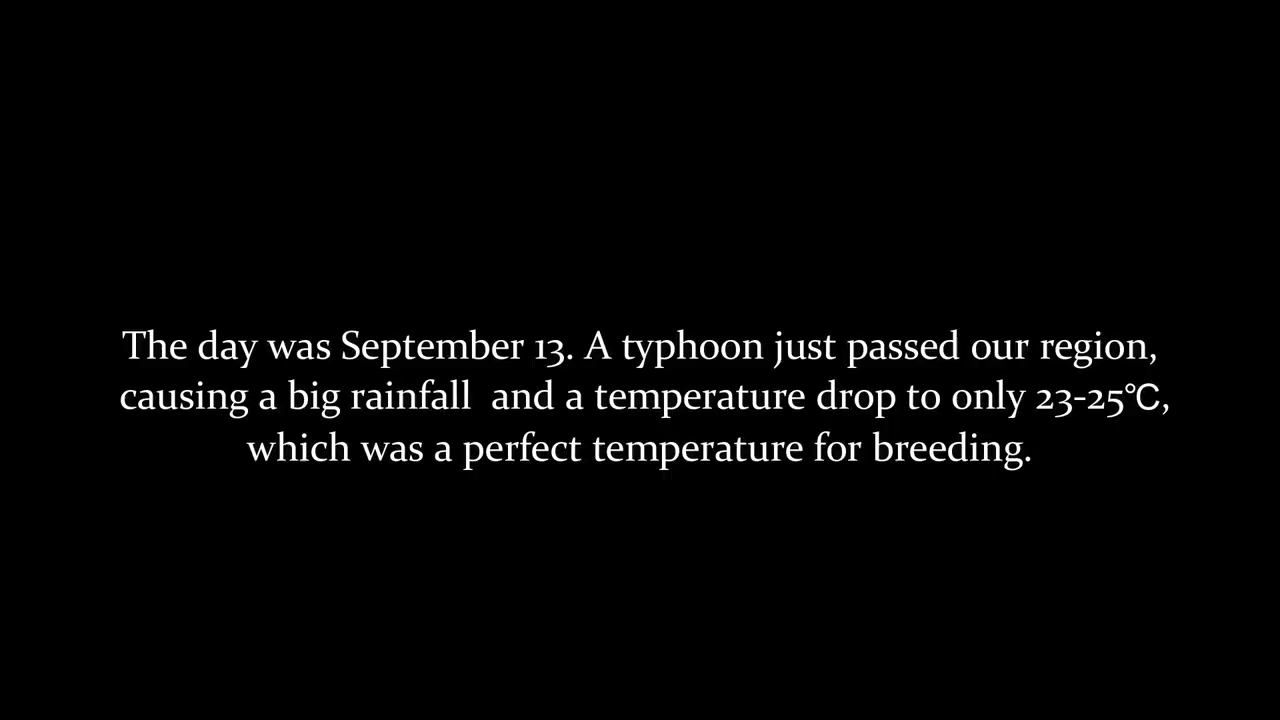 The day was September 13. A typhoon just passed our region,
causing a big rainfall  and a temperature drop to only 23-25℃,
which was a perfect temperature for breeding.